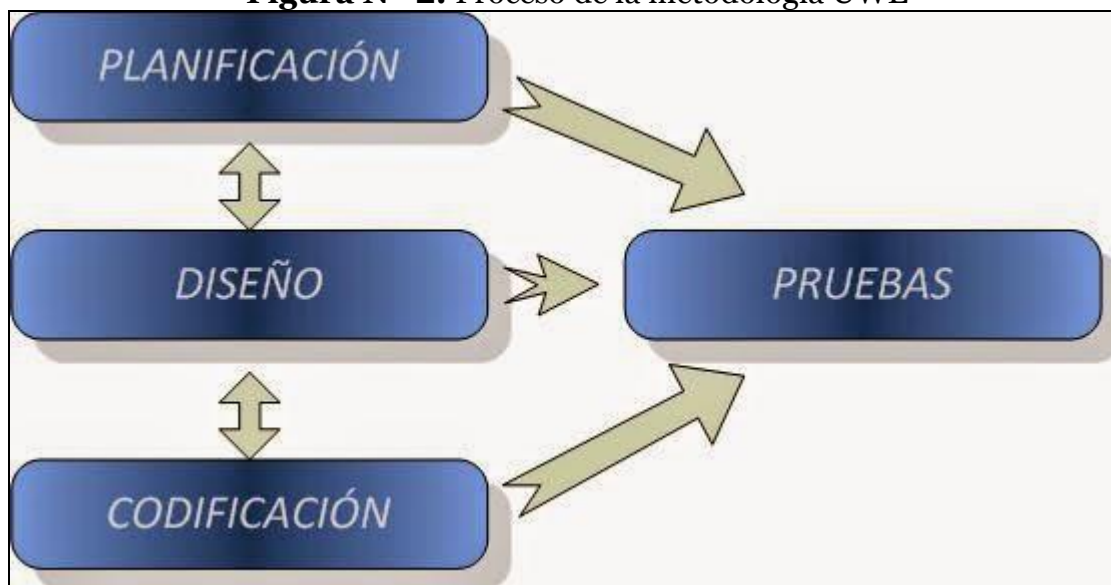 Figura N° 2: Proceso de la metodología UWE
PLANIFICACIÓN
DISEÑO
PRUEBAS
CODIFICACIÓN